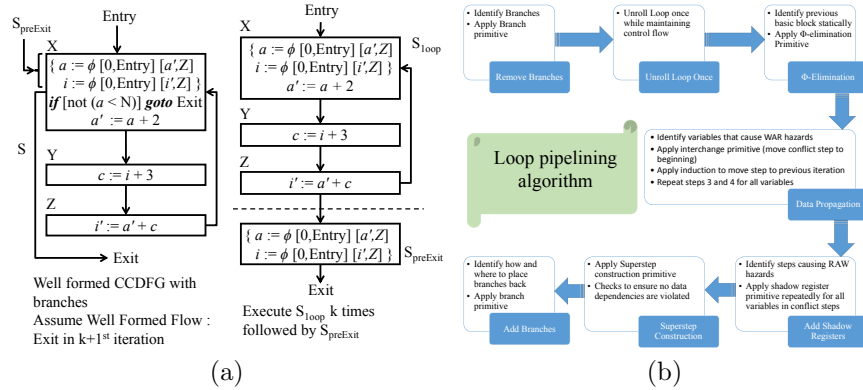 Entry
S_preExit
X
{ a := ϕ [0,Entry] [a′,Z]
i := ϕ [0,Entry] [i′,Z] }
if [not (a < N)] goto Exit
a′ := a + 2
S
Y
c := i + 3
Z
i′ := a′ + c
Exit
Well formed CCDFG with
branches
Assume Well Formed Flow :
Exit in k+1st iteration
Entry
X
S_loop
{ a := ϕ [0,Entry] [a′,Z]
i := ϕ [0,Entry] [i′,Z] }
a′ := a + 2
Y
c := i + 3
Z
i′ := a′ + c
{ a := ϕ [0,Entry] [a′,Z]
i := ϕ [0,Entry] [i′,Z] }
S_preExit
Exit
Execute S_loop k times
followed by S_preExit
(a)
• Identify Branches
• Apply Branch
primitive
Remove Branches
• Unroll Loop once
while maintaining
control flow
Unroll Loop Once
• Identify previous
basic block statically
• Apply Φ-elimination
Primitive
Φ-Elimination
Loop pipelining
algorithm
• Identify variables that cause WAR hazards
• Apply interchange primitive (move conflict step to
beginning)
• Apply induction to move step to previous iteration
• Repeat steps 3 and 4 for all variables
Data Propagation
• Identify how and
where to place
branches back
• Apply branch
primitive
Add Branches
• Apply Superstep
construction primitive
• Checks to ensure no data
dependencies are violated
Superstep
Construction
• Identify steps causing RAW
hazards
• Apply shadow register
primitive repeatedly for all
variables in conflict steps
Add Shadow
Registers
(b)